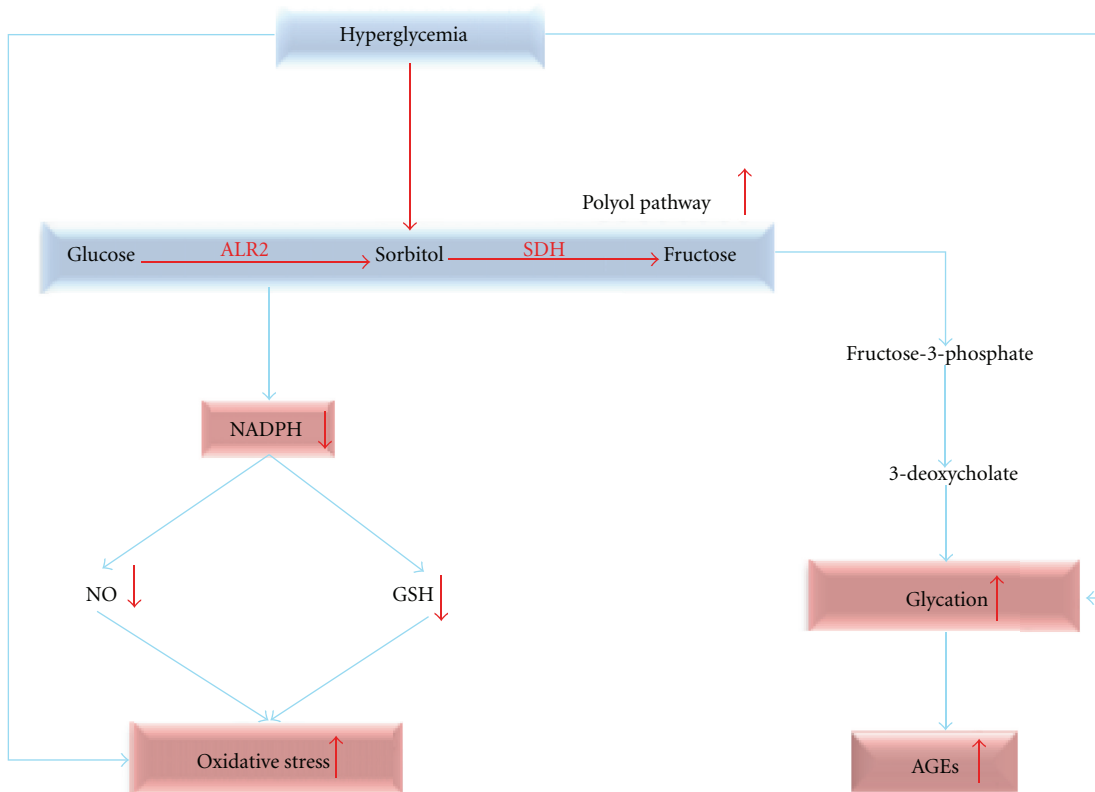 Hyperglycemia
Polyol pathway
Glucose ALR2 Sorbitol SDH Fructose
Fructose-3-phosphate
NADPH
3-deoxycholate
NO GSH Glycation
Oxidative stress AGEs